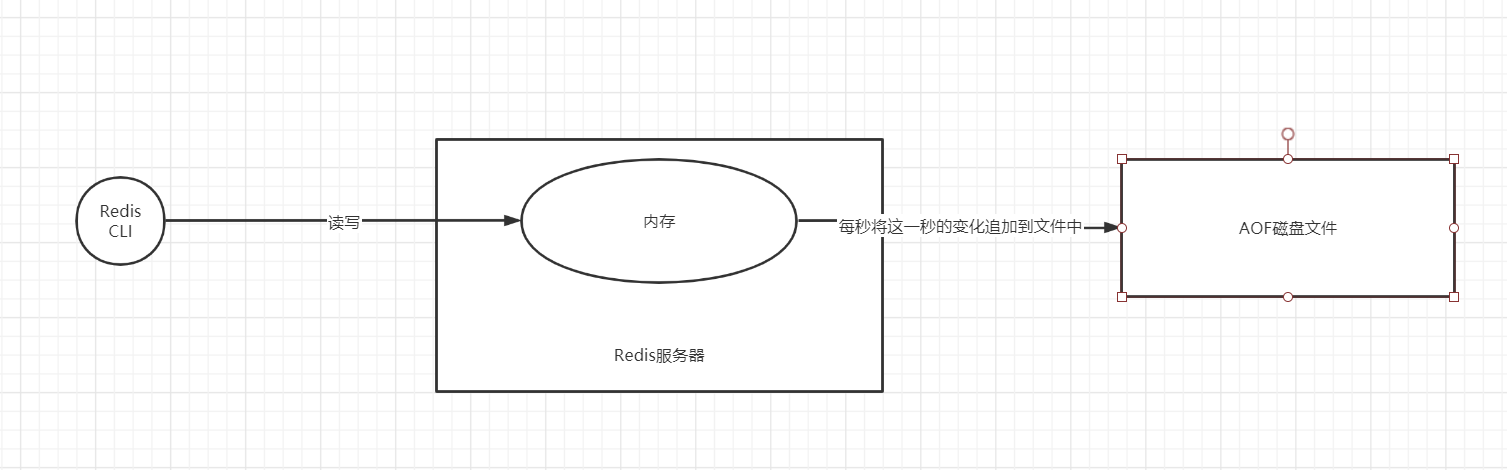 Redis
CLI
读写
内存
每秒将这一秒的变化追加到文件中
AOF磁盘文件
Redis服务器